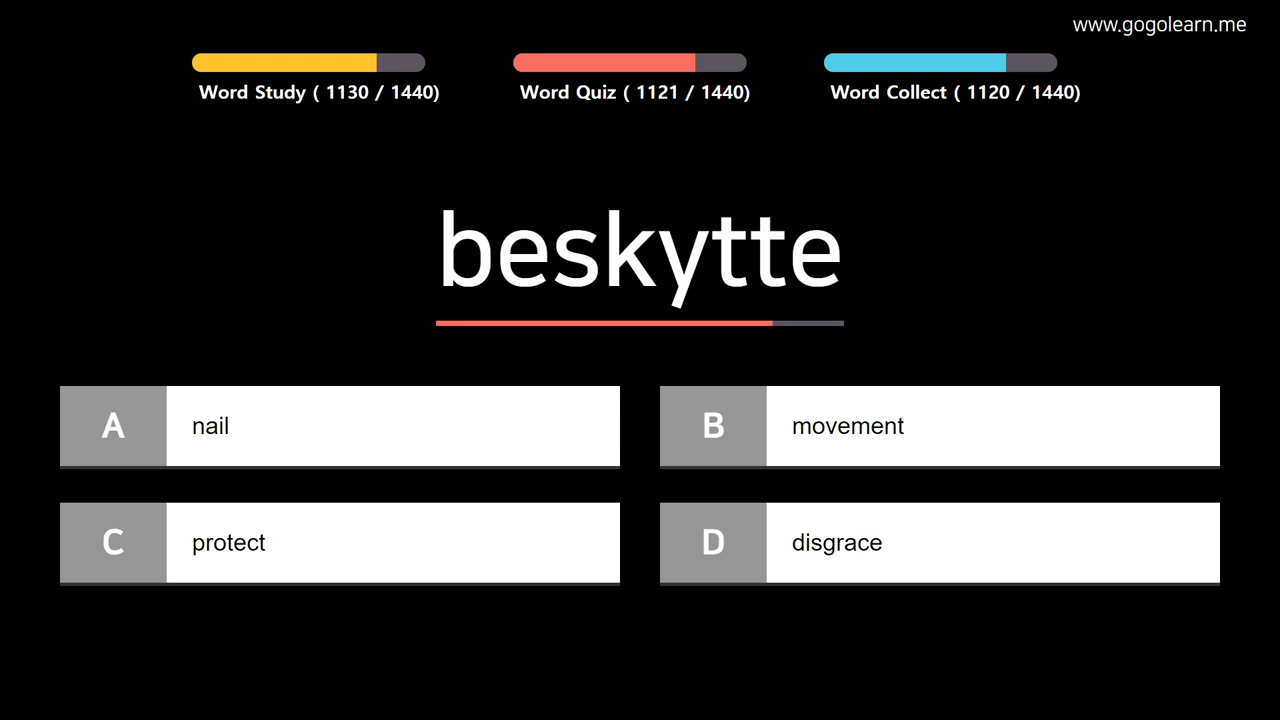 www.gogolearn.me
Word Study ( 1130 / 1440)
Word Quiz ( 1121 / 1440)
Word Collect ( 1120 / 1440)
beskytte
A nail
B movement
C protect
D disgrace